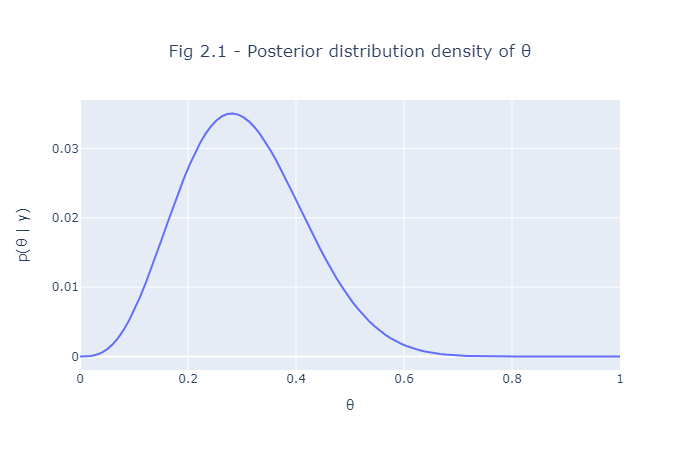 Fig 2.1 - Posterior distribution density of θ
p(θ | y)
0.03
0.02
0.01
0
0 0.2 0.4 0.6 0.8 1
θ